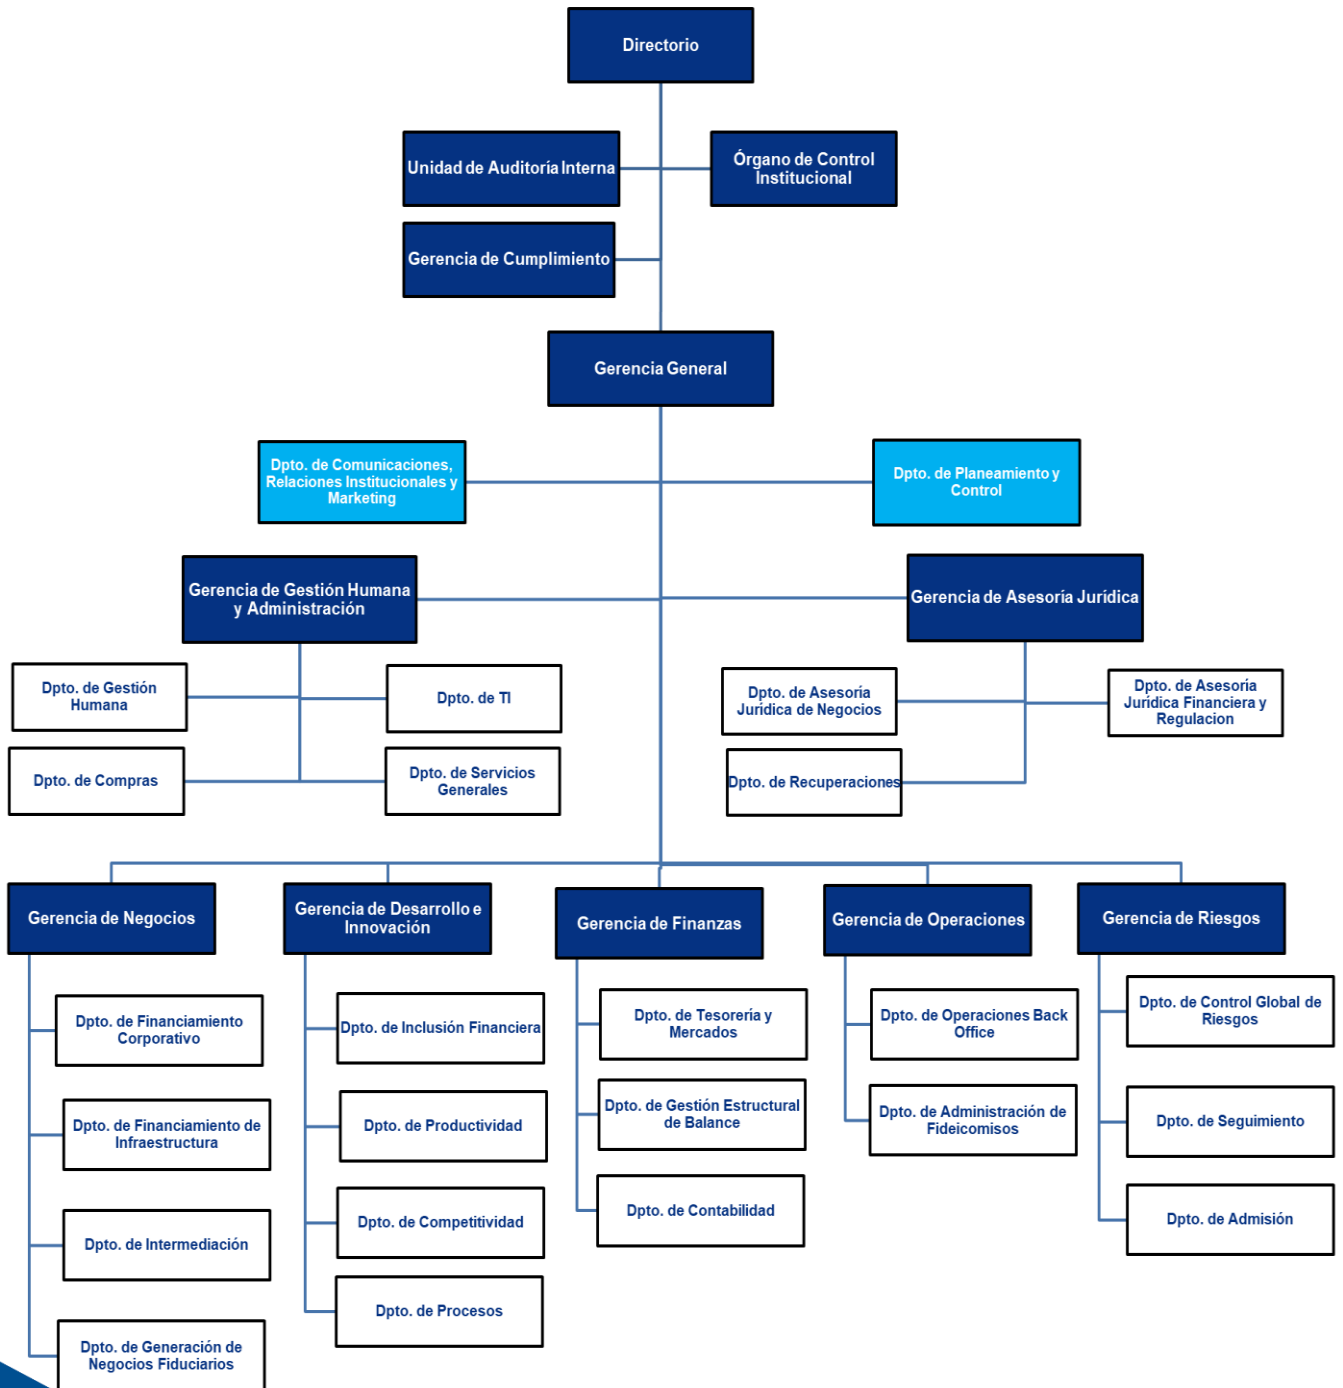 Directorio
Unidad de Auditoría Interna
Órgano de Control
Institucional
Gerencia de Cumplimiento
Gerencia General
Dpto. de Comunicaciones,
Relaciones Institucionales y
Marketing
Dpto. de Planeamiento y
Control
Gerencia de Gestión Humana
y Administración
Gerencia de Asesoría Jurídica
Dpto. de Gestión
Humana
Dpto. de TI
Dpto. de Asesoría
Jurídica de Negocios
Dpto. de Asesoría
Jurídica Financiera y
Regulacion
Dpto. de Compras
Dpto. de Servicios
Generales
Dpto. de Recuperaciones
Gerencia de Negocios
Gerencia de Desarrollo e
Innovación
Gerencia de Finanzas
Gerencia de Operaciones
Gerencia de Riesgos
Dpto. de Financiamiento
Corporativo
Dpto. de Financiamiento de
Infraestructura
Dpto. de Intermediación
Dpto. de Generación de
Negocios Fiduciarios
Dpto. de Inclusión Financiera
Dpto. de Productividad
Dpto. de Competitividad
Dpto. de Procesos
Dpto. de Tesorería y
Mercados
Dpto. de Gestión Estructural
de Balance
Dpto. de Contabilidad
Dpto. de Operaciones Back
Office
Dpto. de Administración de
Fideicomisos
Dpto. de Control Global de
Riesgos
Dpto. de Seguimiento
Dpto. de Admisión